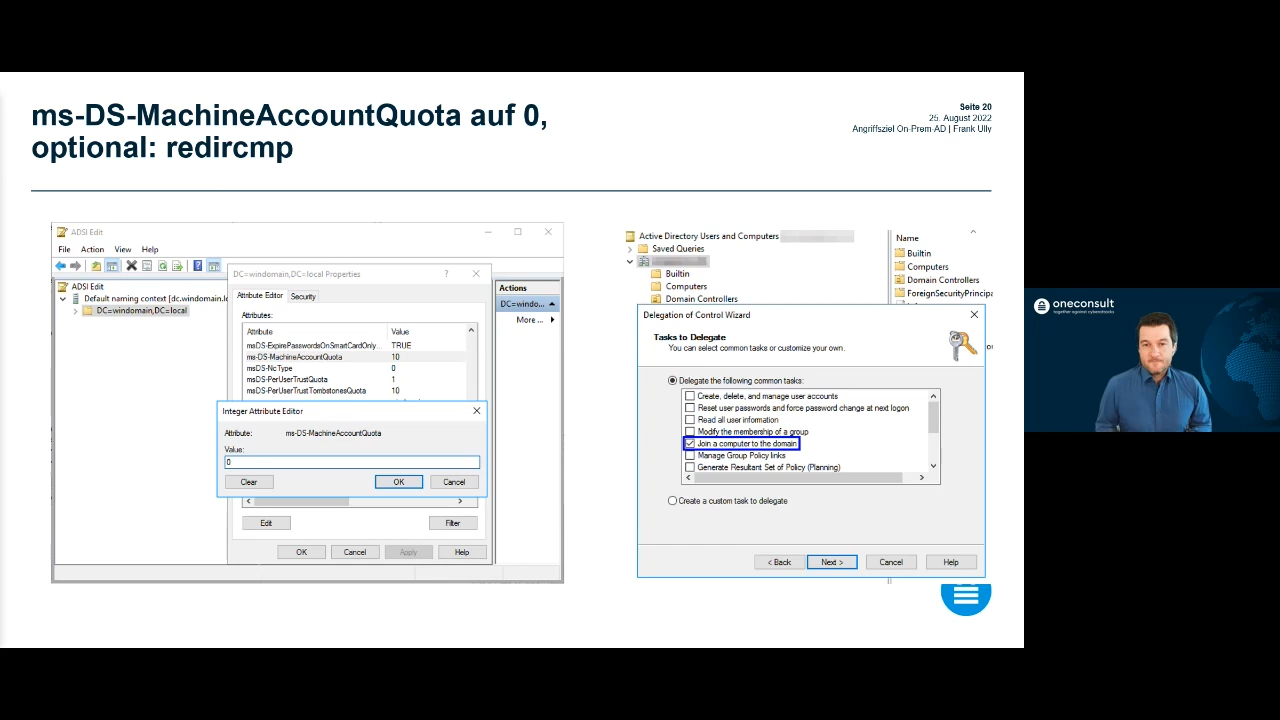 ms-DS-MachineAccountQuota auf 0,
optional: redircmp
Seite 20
25. August 2022
Angriffsziel On-Prem-AD | Frank Ully
ADSI Edit
File Action View Help
ADSI Edit
Default naming context [dc.windomain.lo
DC=windomain,DC=local
DC=windomain,DC=local Properties
?
Attribute Editor Security
Attributes:
Attribute Value
msDS-ExpirePasswordsOnSmartCardOnly... TRUE
ms-DS-MachineAccountQuota 10
msDS-NcType 0
msDS-PerUserTrustQuota 1
msDS-PerUserTrustTombstonesQuota 10
Integer Attribute Editor
Attribute: ms-DS-MachineAccountQuota
Value:
0
Clear OK Cancel
Edit Filter
OK Cancel Apply Help
Actions
DC=windo...
More ...
Active Directory Users and Computers
Saved Queries
Builtin
Computers
Domain Controllers
Name
Builtin
Computers
Domain Controllers
ForeignSecurityPrincipa
Delegation of Control Wizard
Tasks to Delegate
You can select common tasks or customize your own.
Delegate the following common tasks:
Create, delete, and manage user accounts
Reset user passwords and force password change at next logon
Read all user information
Modify the membership of a group
Join a computer to the domain
Manage Group Policy links
Generate Resultant Set of Policy (Planning)
Create a custom task to delegate
< Back Next > Cancel Help
oneconsult
together against cyberattacks